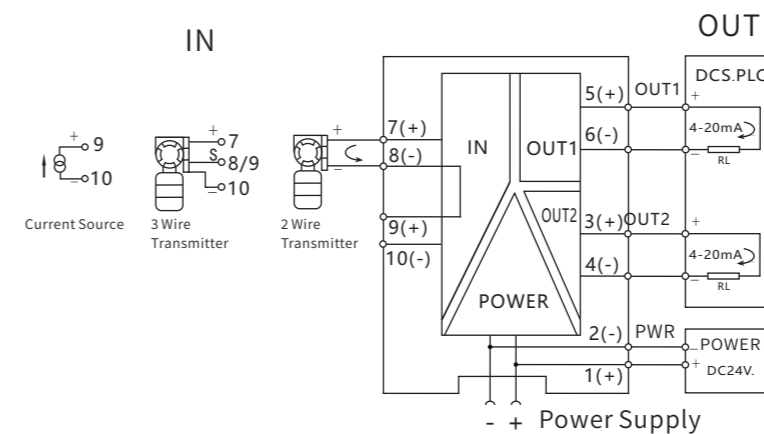 IN
OUT
+
9
_
10
Current Source
+
7
S
8/9
_
10
3 Wire
Transmitter
+
_
2 Wire
Transmitter
7(+)
8(-)
9(+)
10(-)
IN
OUT1
OUT2
POWER
5(+)
OUT1
6(-)
3(+)
OUT2
4(-)
2(-)
PWR
1(+)
DCS.PLC
+
4-20mA
_
RL
+
4-20mA
_
RL
_
POWER
+
DC24V.
- +
Power Supply